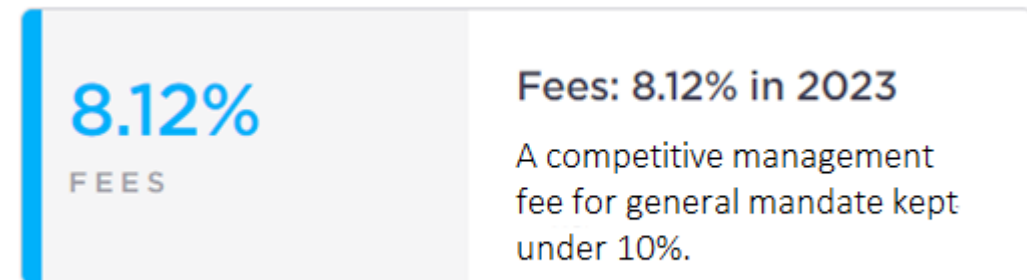 8.12%
FEES
Fees: 8.12% in 2023
A competitive management
fee for general mandate kept
under 10%.